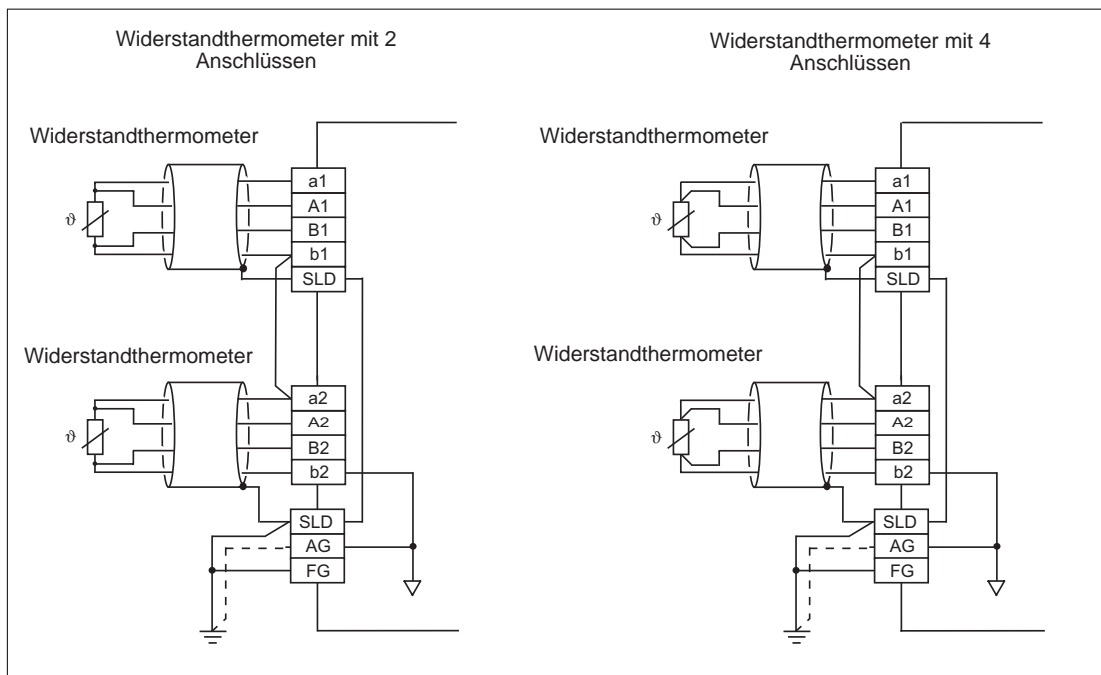 Widerstandthermometer mit 2
Anschlüssen
Widerstandthermometer
a1
A1
B1
b1
SLD
ϑ
Widerstandthermometer
a2
A2
B2
b2
ϑ
SLD
AG
FG
Widerstandthermometer mit 4
Anschlüssen
Widerstandthermometer
a1
A1
B1
b1
SLD
ϑ
Widerstandthermometer
a2
A2
B2
b2
ϑ
SLD
AG
FG